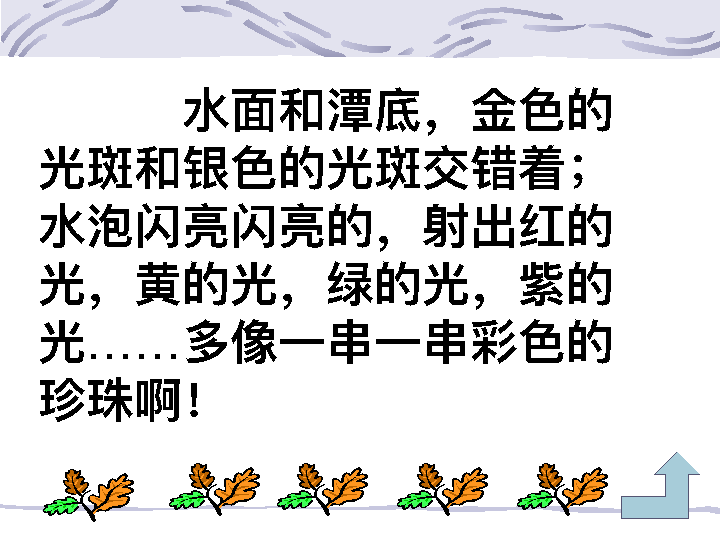 水面和潭底，金色的
光斑和银色的光斑交错着；
水泡闪亮闪亮的，射出红的
光，黄的光，绿的光，紫的
光……多像一串一串彩色的
珍珠啊！